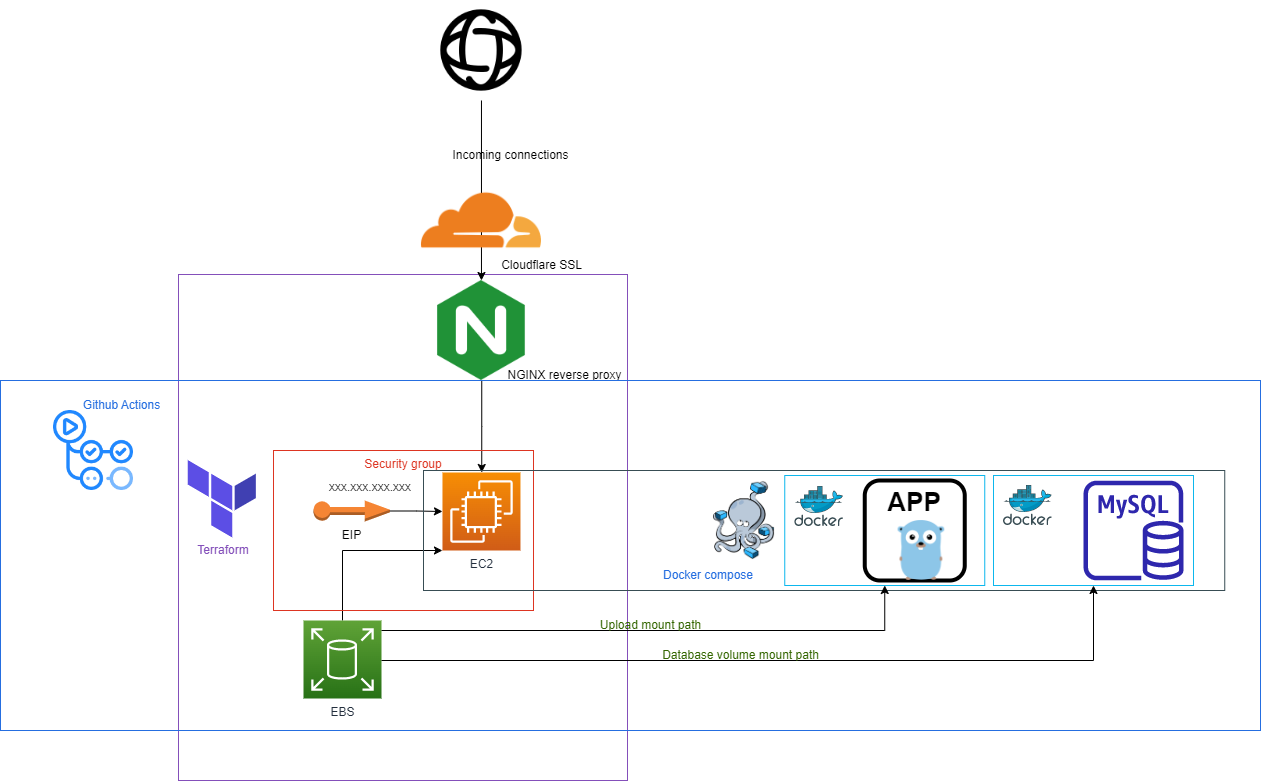 Incoming connections
Cloudflare SSL
N
NGINX reverse proxy
Github Actions
Security group
XXX.XXX.XXX.XXX
EIP
EC2
Terraform
Docker compose
docker
APP
docker
MySQL
Upload mount path
Database volume mount path
EBS